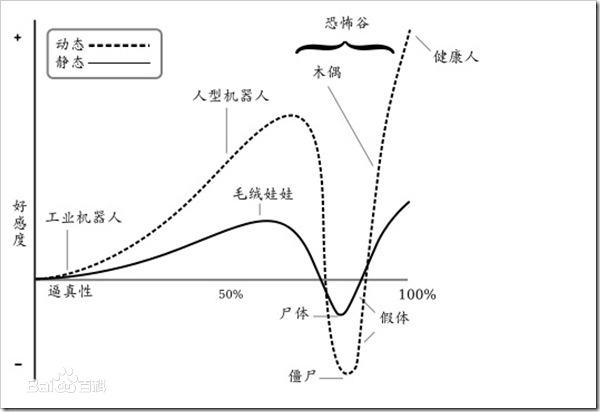 +
动态
静态
恐怖谷
健康人
木偶
人型机器人
毛绒娃娃
好感度
工业机器人
逼真性
50%
100%
尸体
假体
僵尸
−
Bai百科